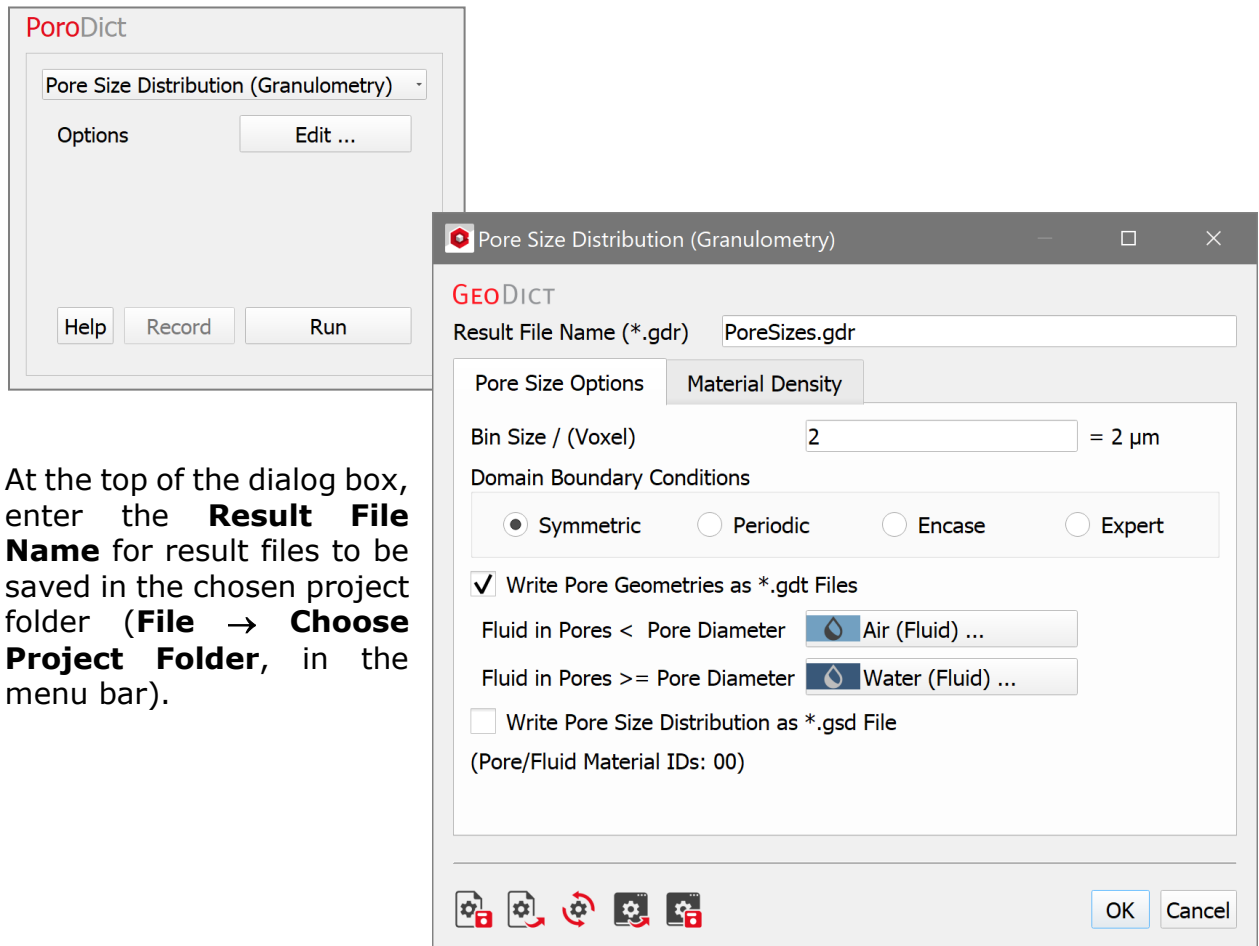 PoroDict
Pore Size Distribution (Granulometry)
Options
Edit ...
Help
Record
Run
At the top of the dialog box,
enter the Result File
Name for result files to be
saved in the chosen project
folder (File → Choose
Project Folder, in the
menu bar).
Pore Size Distribution (Granulometry)
GEODICT
Result File Name (*.gdr)
PoreSizes.gdr
Pore Size Options
Material Density
Bin Size / (Voxel)
2
= 2 µm
Domain Boundary Conditions
Symmetric
Periodic
Encase
Expert
Write Pore Geometries as *.gdt Files
Fluid in Pores < Pore Diameter
Air (Fluid) ...
Fluid in Pores >= Pore Diameter
Water (Fluid) ...
Write Pore Size Distribution as *.gsd File
(Pore/Fluid Material IDs: 00)
OK
Cancel